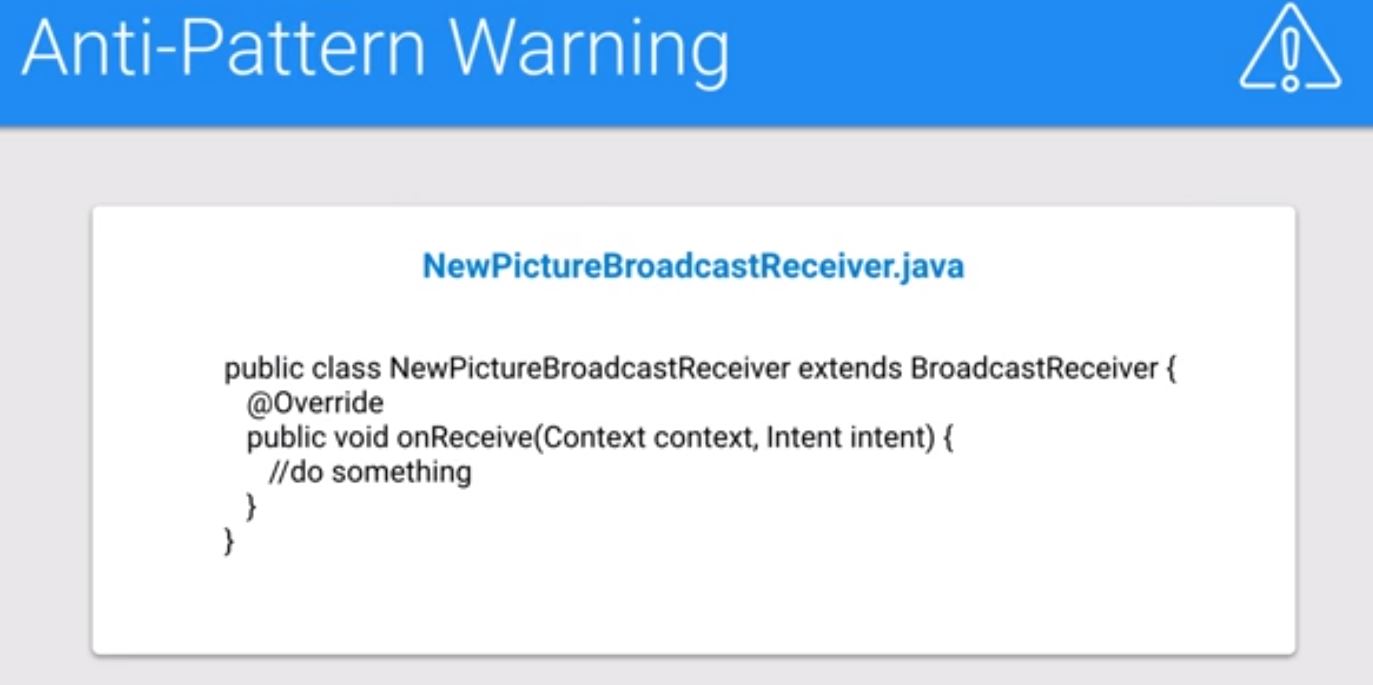 Anti-Pattern Warning
NewPictureBroadcastReceiver.java
public class NewPictureBroadcastReceiver extends BroadcastReceiver {
@Override
public void onReceive(Context context, Intent intent) {
//do something
}
}